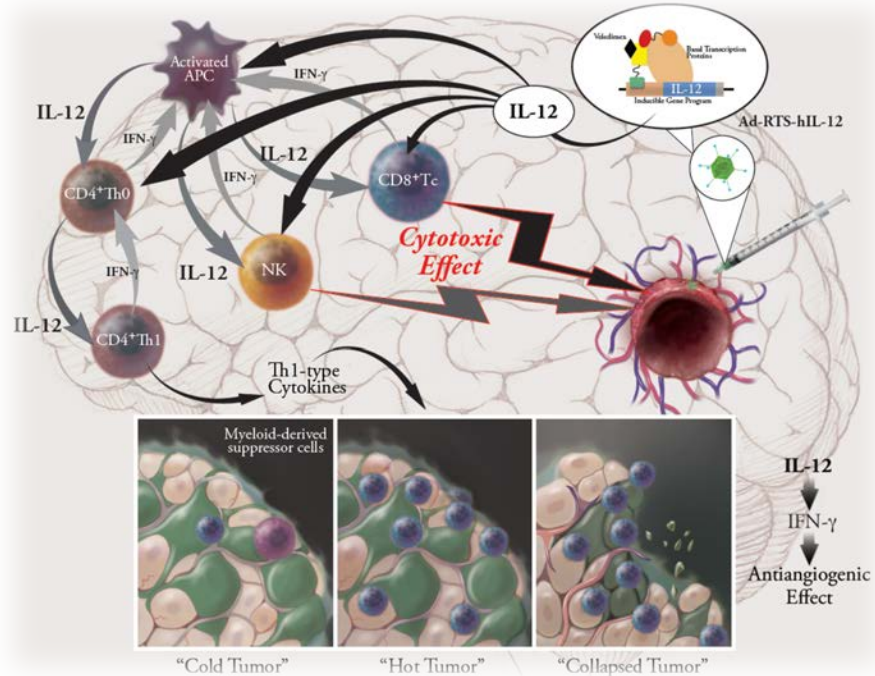 Veledimex
Basal Transcription
Proteins
IL-12
Inducible Gene Program
Ad-RTS-hIL-12
Activated
APC
IFN-γ
IL-12
IL-12
IFN-γ
IL-12
CD4⁺Th0
IFN-γ
CD8⁺Tc
Cytotoxic
Effect
IL-12
NK
IFN-γ
IL-12
CD4⁺Th1
Th1-type
Cytokines
Myeloid-derived
suppressor cells
IL-12
IFN-γ
Antiangiogenic
Effect
"Cold Tumor"
"Hot Tumor"
"Collapsed Tumor"